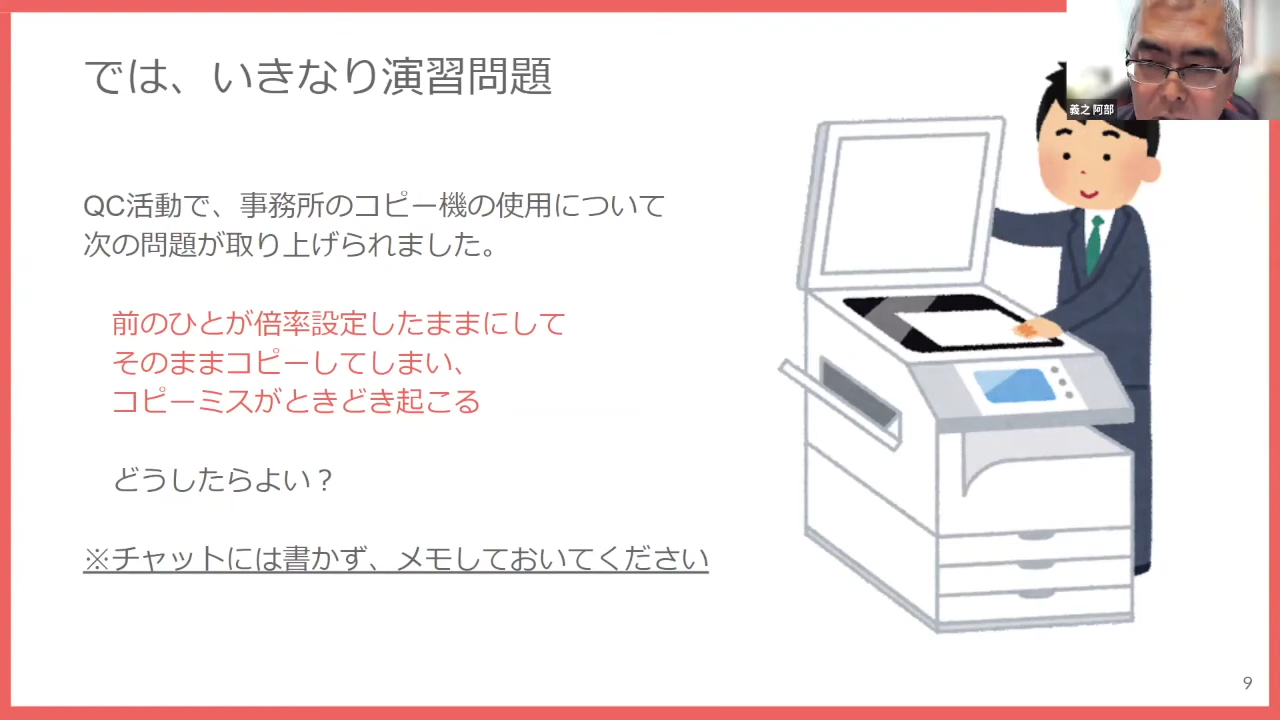 では、いきなり演習問題
義之 阿部
QC活動で、事務所のコピー機の使用について
次の問題が取り上げられました。
前のひとが倍率設定したままにして
そのままコピーしてしまい、
コピーミスがときどき起こる
どうしたらよい？
※チャットには書かず、メモしておいてください
9